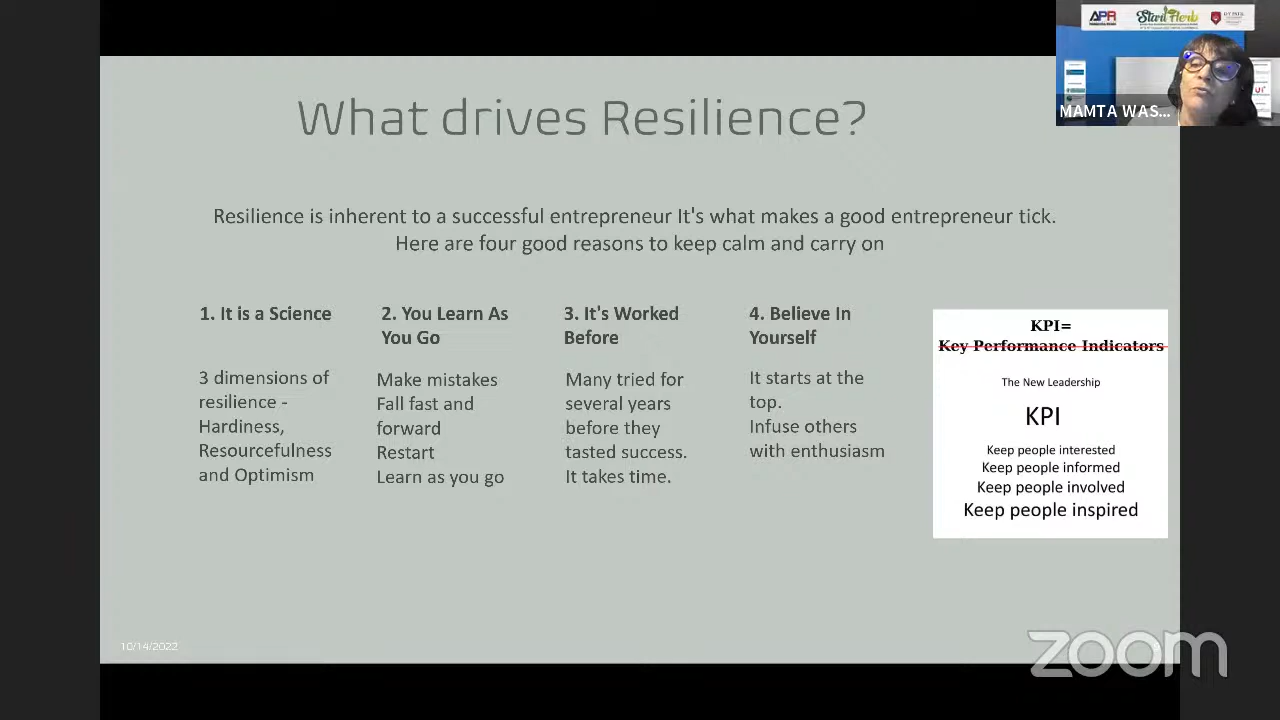 What drives Resilience?
Resilience is inherent to a successful entrepreneur It's what makes a good entrepreneur tick.
Here are four good reasons to keep calm and carry on
1. It is a Science
3 dimensions of
resilience -
Hardiness,
Resourcefulness
and Optimism
2. You Learn As
You Go
Make mistakes
Fall fast and
forward
Restart
Learn as you go
3. It's Worked
Before
Many tried for
several years
before they
tasted success.
It takes time.
4. Believe In
Yourself
It starts at the
top.
Infuse others
with enthusiasm
KPI=
Key Performance Indicators
The New Leadership
KPI
Keep people interested
Keep people informed
Keep people involved
Keep people inspired
10/14/2022
APR
Start Herb
MAMTA WAS...
zoom